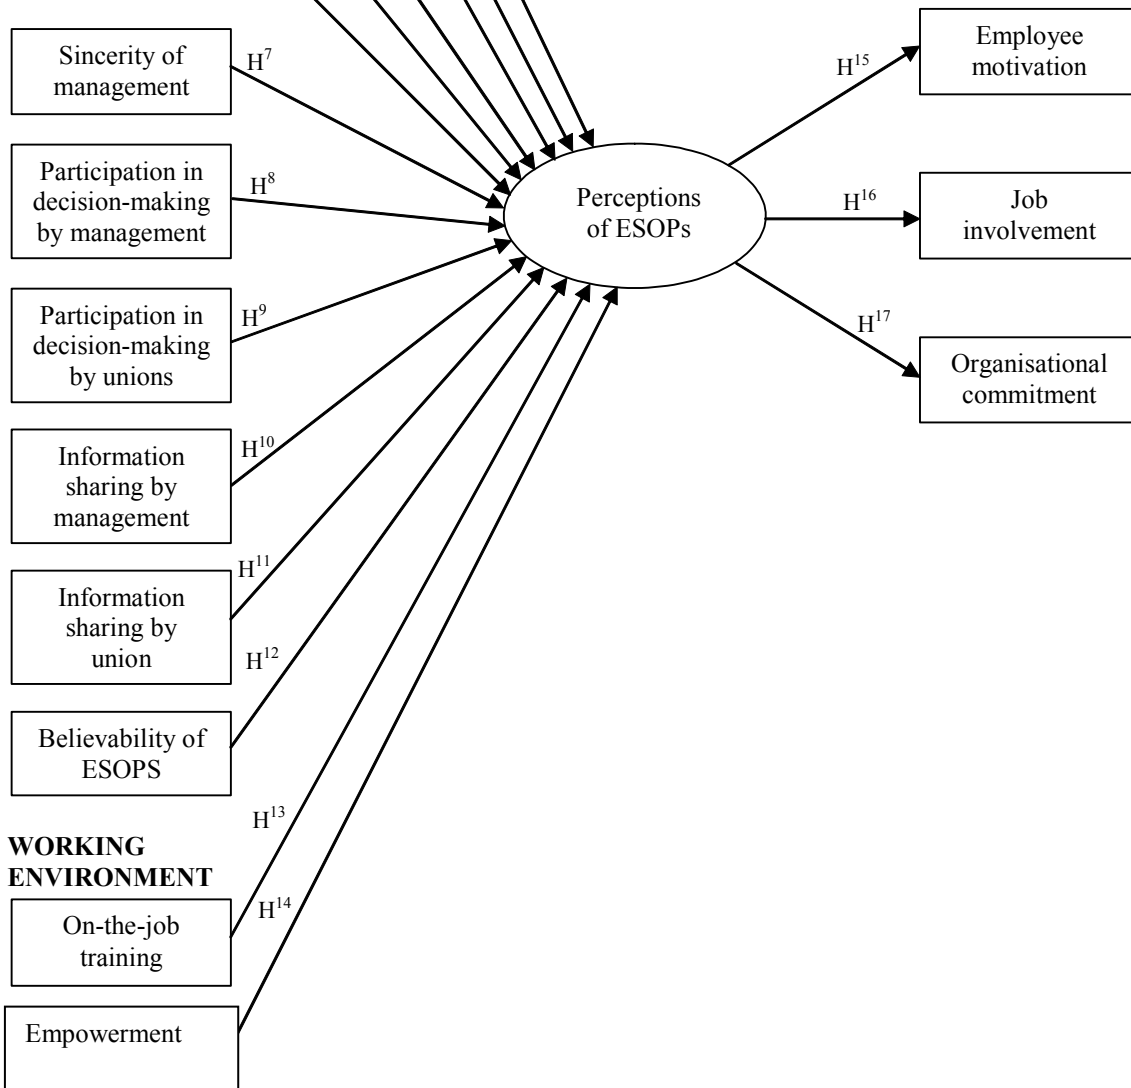 Sincerity of
management
H7
Participation in
decision-making
by management
H8
Participation in
decision-making
by unions
H9
Information
sharing by
management
H10
Information
sharing by
union
H11
Believability of
ESOPS
H12
WORKING
ENVIRONMENT
On-the-job
training
H13
Empowerment
H14
Perceptions
of ESOPs
H15
Employee
motivation
H16
Job
involvement
H17
Organisational
commitment